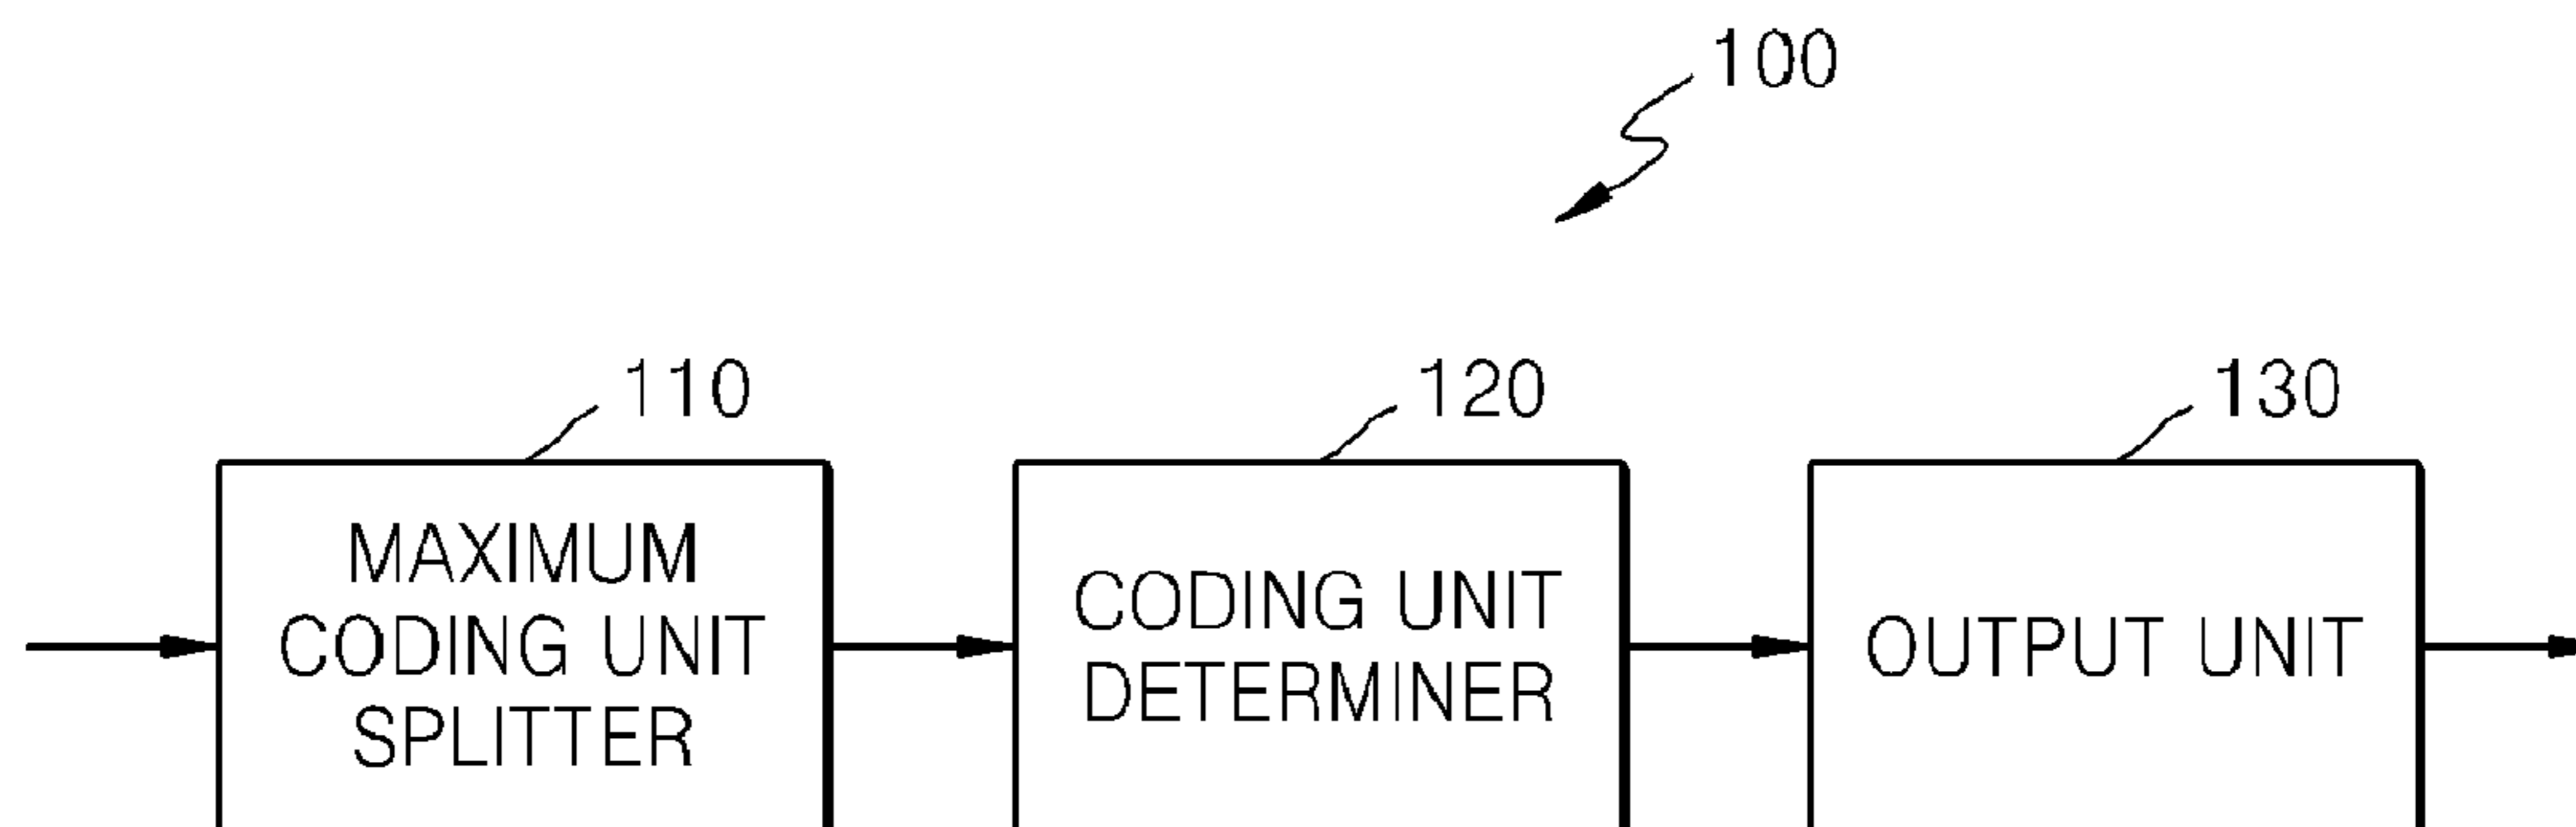 100
110
120
130
MAXIMUM
CODING UNIT
SPLITTER
CODING UNIT
DETERMINER
OUTPUT UNIT